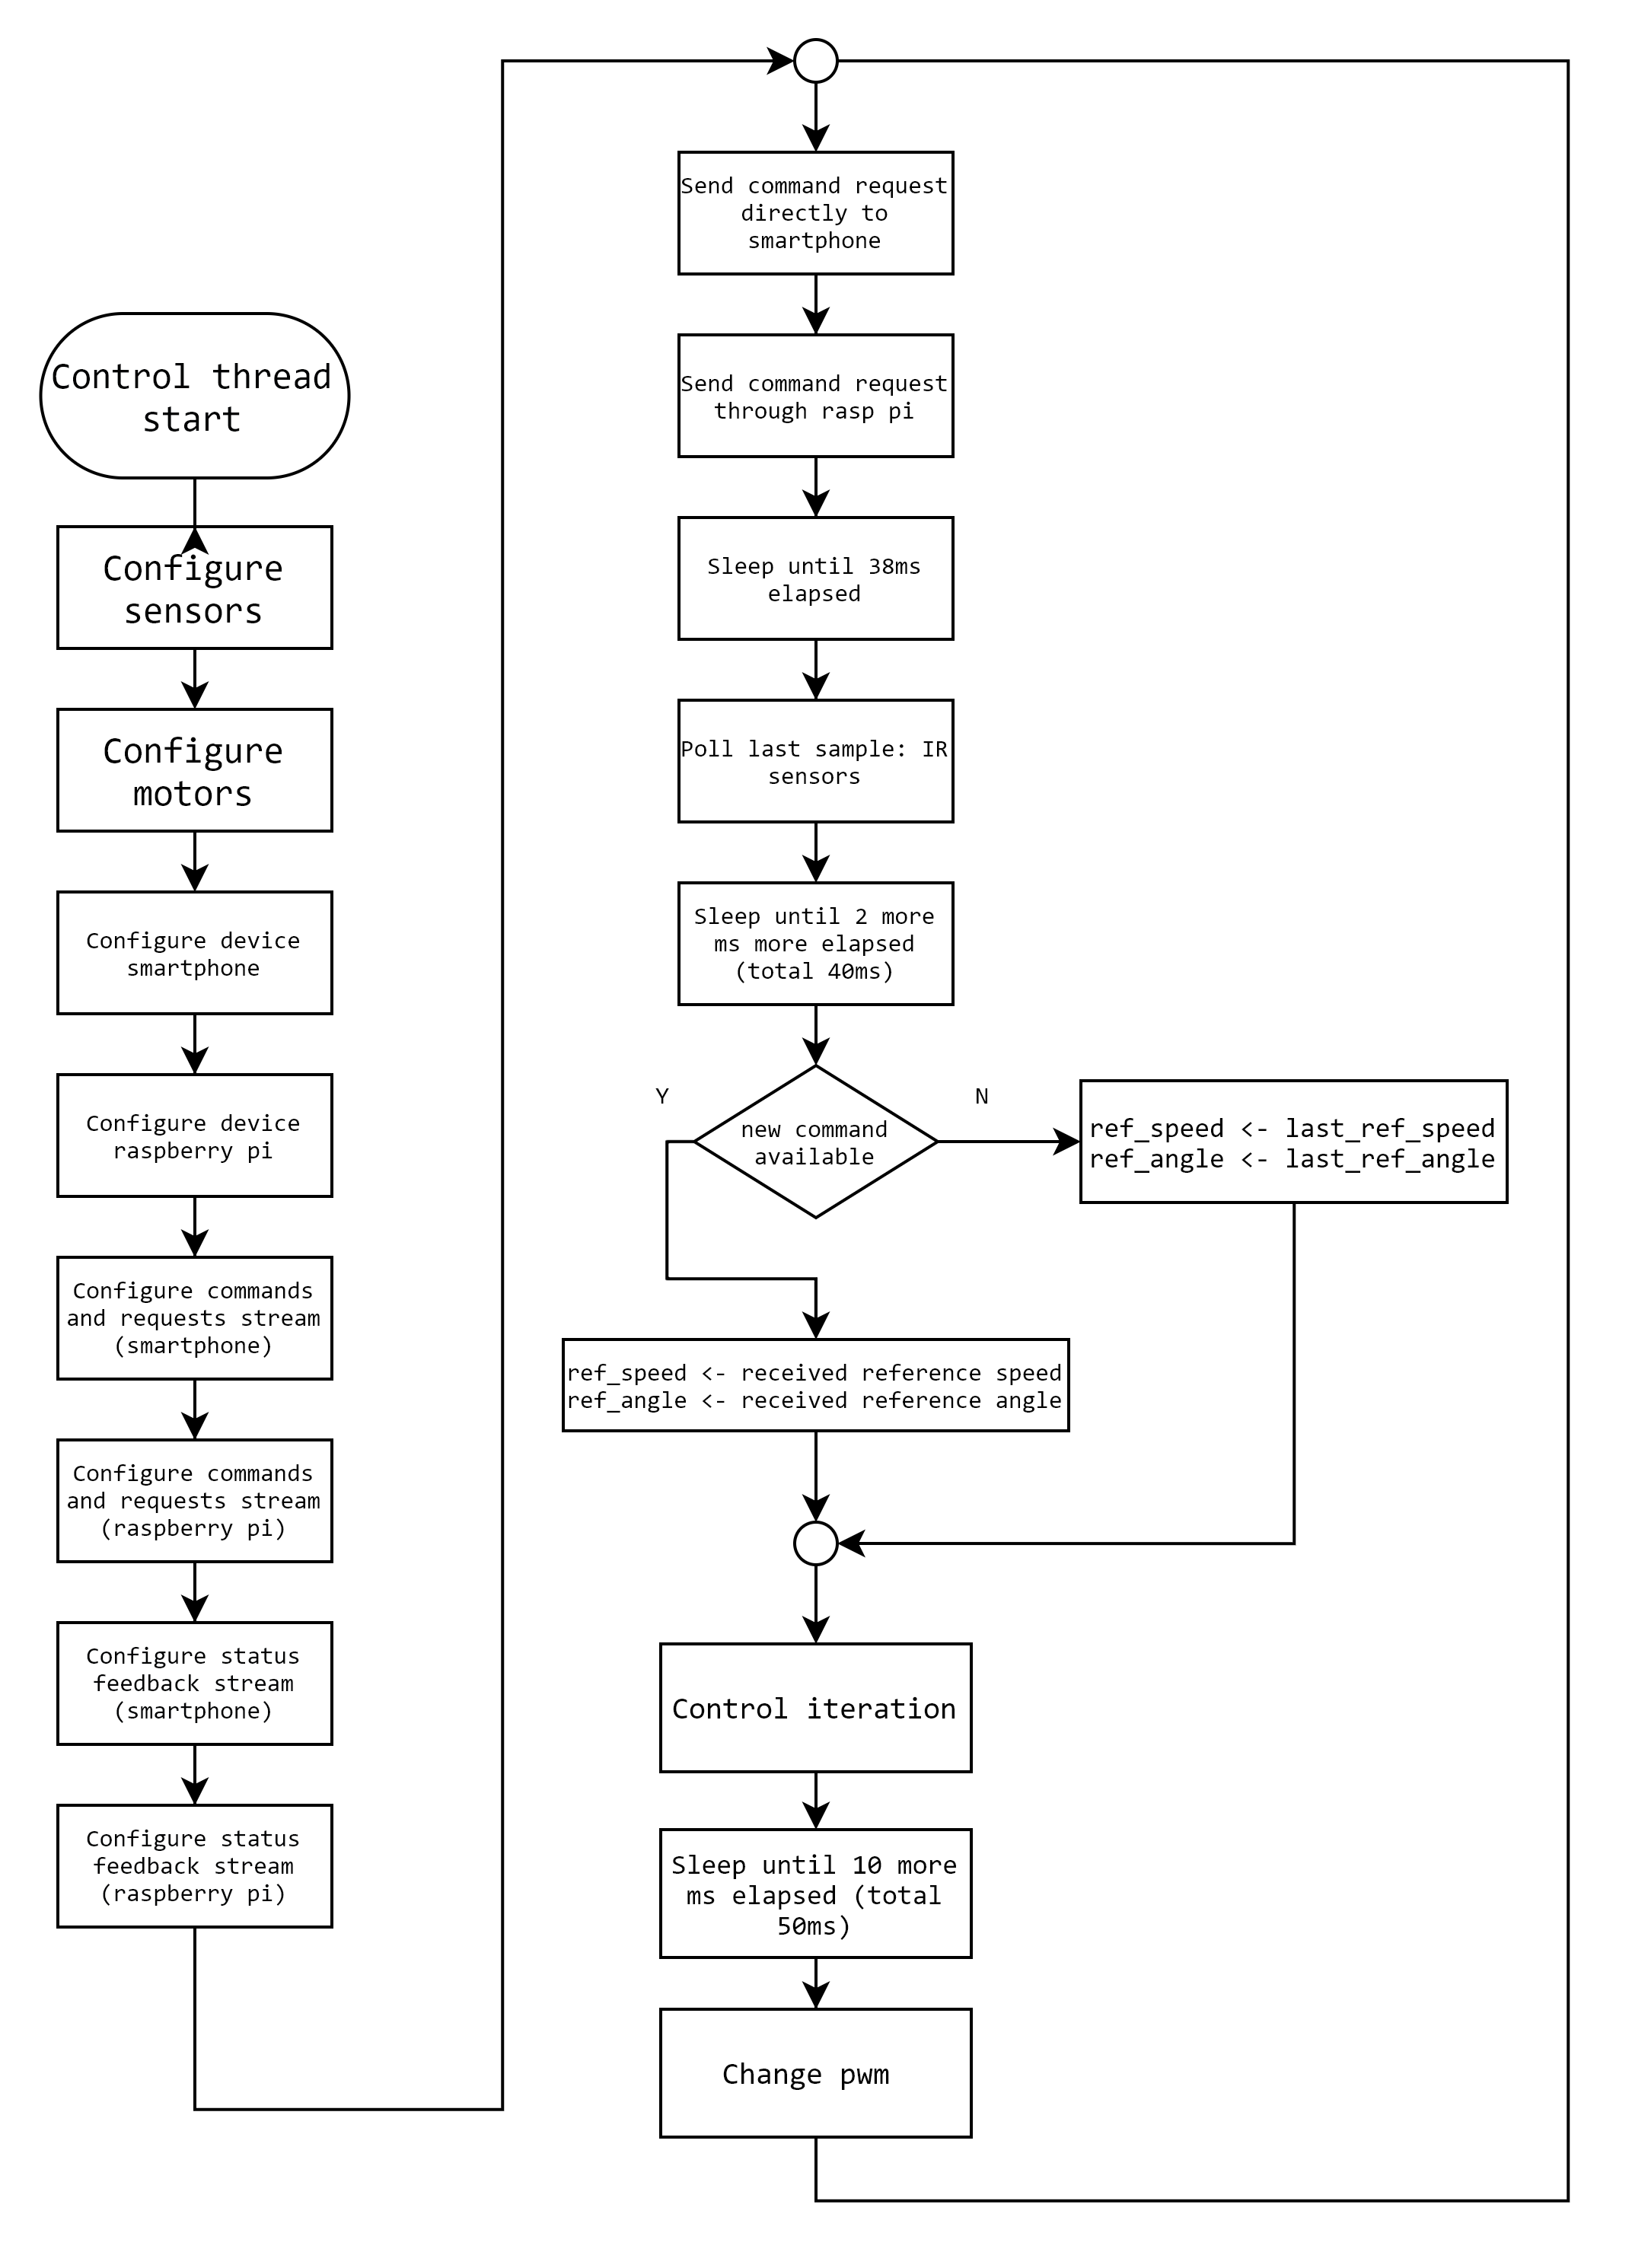 Control thread
start
Configure
sensors
Configure
motors
Configure device
smartphone
Configure device
raspberry pi
Configure commands
and requests stream
(smartphone)
Configure commands
and requests stream
(raspberry pi)
Configure status
feedback stream
(smartphone)
Configure status
feedback stream
(raspberry pi)
Send command request
directly to
smartphone
Send command request
through rasp pi
Sleep until 38ms
elapsed
Poll last sample: IR
sensors
Sleep until 2 more
ms more elapsed
(total 40ms)
Y
N
new command
available
ref_speed <- last_ref_speed
ref_angle <- last_ref_angle
ref_speed <- received reference speed
ref_angle <- received reference angle
Control iteration
Sleep until 10 more
ms elapsed (total
50ms)
Change pwm